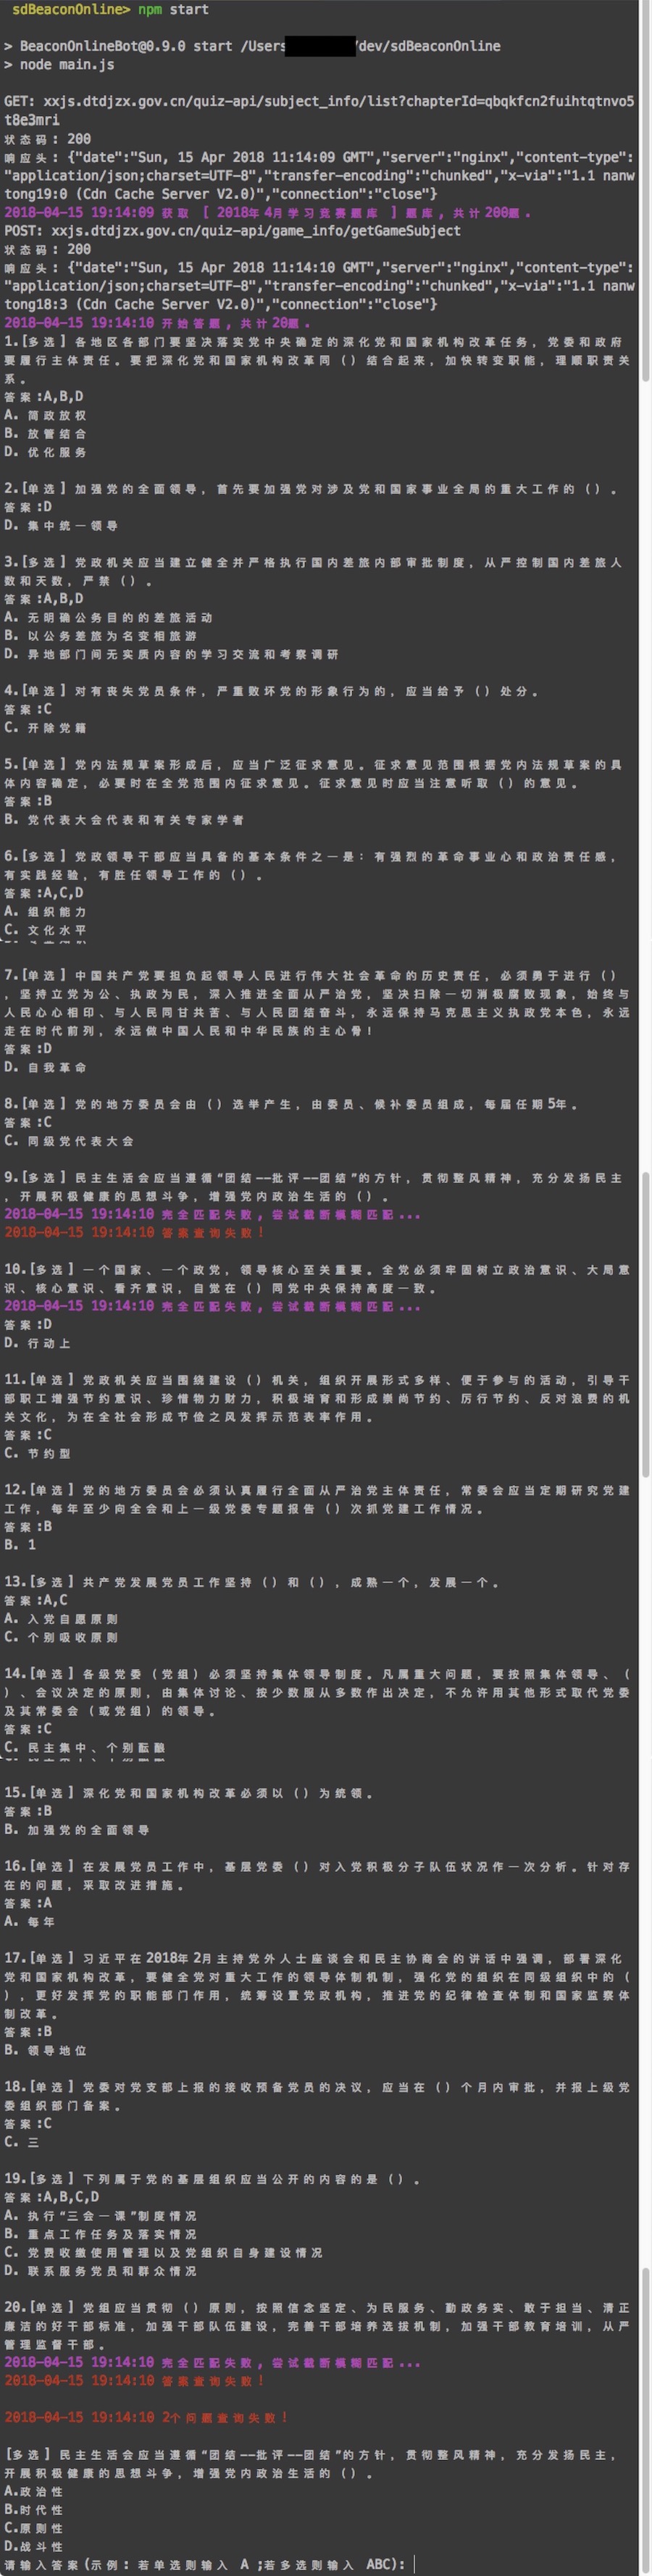 sdBeaconOnline> npm start
> BeaconOnlineBot@0.9.0 start /Users /dev/sdBeaconOnline
> node main.js
GET: xxjs.dtdjzx.gov.cn/quiz-api/subject_info/list?chapterId=qbqkfcn2fuihtqtnvo5
t8e3mri
状态码: 200
响应头: {"date":"Sun, 15 Apr 2018 11:14:09 GMT","server":"nginx","content-type":
"application/json;charset=UTF-8","transfer-encoding":"chunked","x-via":"1.1 nanw
tong19:0 (Cdn Cache Server V2.0)","connection":"close"}
2018-04-15 19:14:09 获取 [ 2018年4月学习竞赛题库 ] 题库,共计200题.
POST: xxjs.dtdjzx.gov.cn/quiz-api/game_info/getGameSubject
状态码: 200
响应头: {"date":"Sun, 15 Apr 2018 11:14:10 GMT","server":"nginx","content-type":
"application/json;charset=UTF-8","transfer-encoding":"chunked","x-via":"1.1 nanw
tong18:3 (Cdn Cache Server V2.0)","connection":"close"}
2018-04-15 19:14:10 开始答题,共计20题.
1.[多选] 各地区各部门要坚决落实党中央确定的深化党和国家机构改革任务, 党委和政府
要履行主体责任。要把深化党和国家机构改革同（）结合起来, 加快转变职能, 理顺职责关
系。
答案:A,B,D
A. 简政放权
B. 放管结合
D. 优化服务
2.[单选] 加强党的全面领导, 首先要加强党对涉及党和国家事业全局的重大工作的（）。
答案:D
D. 集中统一领导
3.[多选] 党政机关应当建立健全并严格执行国内差旅内部审批制度, 从严控制国内差旅人
数和天数, 严禁（）。
答案:A,B,D
A. 无明确公务目的的差旅活动
B. 以公务差旅为名变相旅游
D. 异地部门间无实质内容的学习交流和考察调研
4.[单选] 对有丧失党员条件, 严重败坏党的形象行为的, 应当给予（）处分。
答案:C
C. 开除党籍
5.[单选] 党内法规草案形成后, 应当广泛征求意见。征求意见范围根据党内法规草案的具
体内容确定, 必要时在全党范围内征求意见。征求意见时应当注意听取（）的意见。
答案:B
B. 党代表大会代表和有关专家学者
6.[多选] 党政领导干部应当具备的基本条件之一是: 有强烈的革命事业心和政治责任感,
有实践经验, 有胜任领导工作的（）。
答案:A,C,D
A. 组织能力
C. 文化水平
7.[单选] 中国共产党要担负起领导人民进行伟大社会革命的历史责任, 必须勇于进行（）
, 坚持立党为公、执政为民, 深入推进全面从严治党, 坚决扫除一切消极腐败现象, 始终与
人民心心相印、与人民同甘共苦、与人民团结奋斗, 永远保持马克思主义执政党本色, 永远
走在时代前列, 永远做中国人民和中华民族的主心骨!
答案:D
D. 自我革命
8.[单选] 党的地方委员会由（）选举产生, 由委员、候补委员组成, 每届任期5年。
答案:C
C. 同级党代表大会
9.[多选] 民主生活会应当遵循“团结——批评——团结”的方针, 贯彻整风精神, 充分发扬民主
, 开展积极健康的思想斗争, 增强党内政治生活的（）。
2018-04-15 19:14:10 完全匹配失败,尝试截断模糊匹配...
2018-04-15 19:14:10 答案查询失败!
10.[多选] 一个国家、一个政党, 领导核心至关重要。全党必须牢固树立政治意识、大局意
识、核心意识、看齐意识, 自觉在（）同党中央保持高度一致。
2018-04-15 19:14:10 完全匹配失败,尝试截断模糊匹配...
答案:D
D. 行动上
11.[单选] 党政机关应当围绕建设（）机关, 组织开展形式多样、便于参与的活动, 引导干
部职工增强节约意识、珍惜物力财力, 积极培育和形成崇尚节约、厉行节约、反对浪费的机
关文化, 为在全社会形成节俭之风发挥示范表率作用。
答案:C
C. 节约型
12.[单选] 党的地方委员会必须认真履行全面从严治党主体责任, 常委会应当定期研究党建
工作, 每年至少向全会和上一级党委专题报告（）次抓党建工作情况。
答案:B
B. 1
13.[多选] 共产党发展党员工作坚持（）和（）, 成熟一个, 发展一个。
答案:A,C
A. 入党自愿原则
C. 个别吸收原则
14.[单选] 各级党委（党组）必须坚持集体领导制度。凡属重大问题, 要按照集体领导、（
）、会议决定的原则, 由集体讨论、按少数服从多数作出决定, 不允许用其他形式取代党委
及其常委会（或党组）的领导。
答案:C
C. 民主集中、个别酝酿
15.[单选] 深化党和国家机构改革必须以（）为统领。
答案:B
B. 加强党的全面领导
16.[单选] 在发展党员工作中, 基层党委（）对入党积极分子队伍状况作一次分析。针对存
在的问题, 采取改进措施。
答案:A
A. 每年
17.[单选] 习近平在2018年2月主持党外人士座谈会和民主协商会的讲话中强调, 部署深化
党和国家机构改革, 要健全党对重大工作的领导体制机制, 强化党的组织在同级组织中的（
）, 更好发挥党的职能部门作用, 统筹设置党政机构, 推进党的纪律检查体制和国家监察体
制改革。
答案:B
B. 领导地位
18.[单选] 党委对党支部上报的接收预备党员的决议, 应当在（）个月内审批, 并报上级党
委组织部门备案。
答案:C
C. 三
19.[多选] 下列属于党的基层组织应当公开的内容的是（）。
答案:A,B,C,D
A. 执行“三会一课”制度情况
B. 重点工作任务及落实情况
C. 党费收缴使用管理以及党组织自身建设情况
D. 联系服务党员和群众情况
20.[单选] 党组应当贯彻（）原则, 按照信念坚定、为民服务、勤政务实、敢于担当、清正
廉洁的好干部标准, 加强干部队伍建设, 完善干部培养选拔机制, 加强干部教育培训, 从严
管理监督干部。
2018-04-15 19:14:10 完全匹配失败,尝试截断模糊匹配...
2018-04-15 19:14:10 答案查询失败!
2018-04-15 19:14:10 2个问题查询失败!
[多选] 民主生活会应当遵循“团结——批评——团结”的方针, 贯彻整风精神, 充分发扬民主,
开展积极健康的思想斗争, 增强党内政治生活的（）。
A.政治性
B.时代性
C.原则性
D.战斗性
请输入答案(示例: 若单选则输入 A ;若多选则输入 ABC):